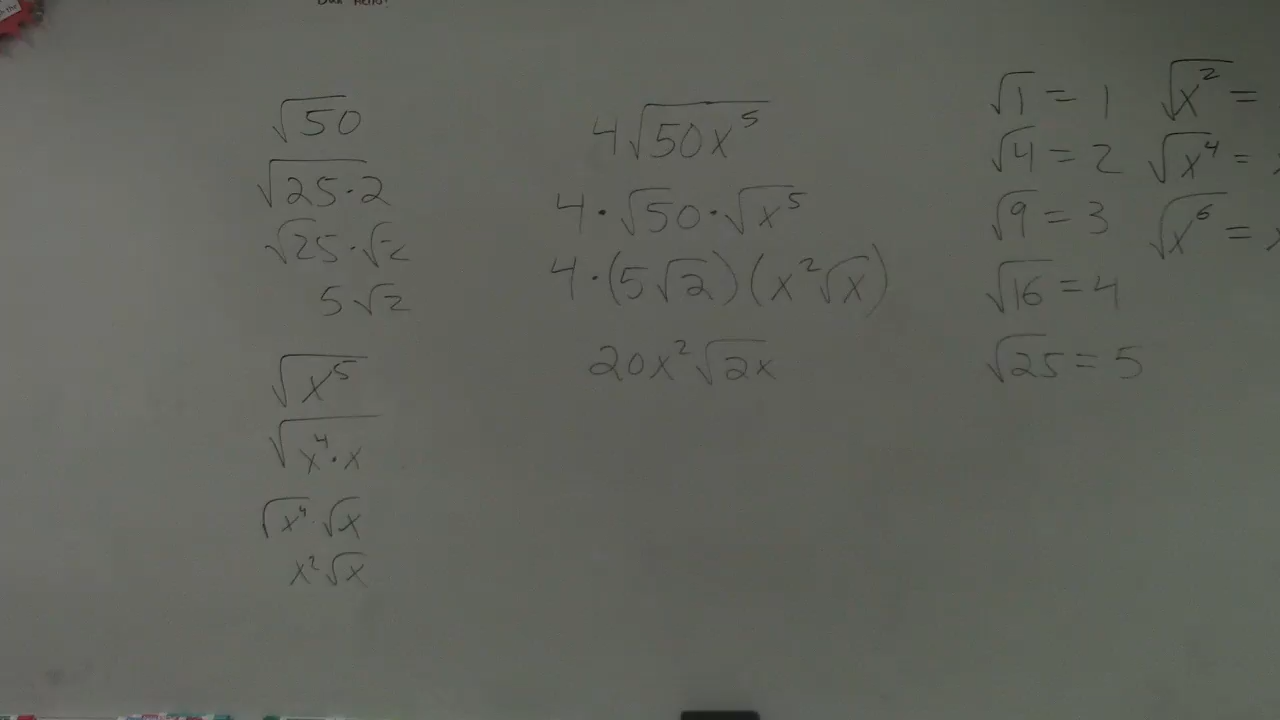 √50
√25·2
√25·√2
5√2
√x⁵
√x⁴·x
√x⁴·√x
x²√x
4√50x⁵
4·√50·√x⁵
4·(5√2)(x²√x)
20x²√2x
√1 = 1
√4 = 2
√9 = 3
√16 = 4
√25 = 5
√x² =
√x⁴ =
√x⁶ =